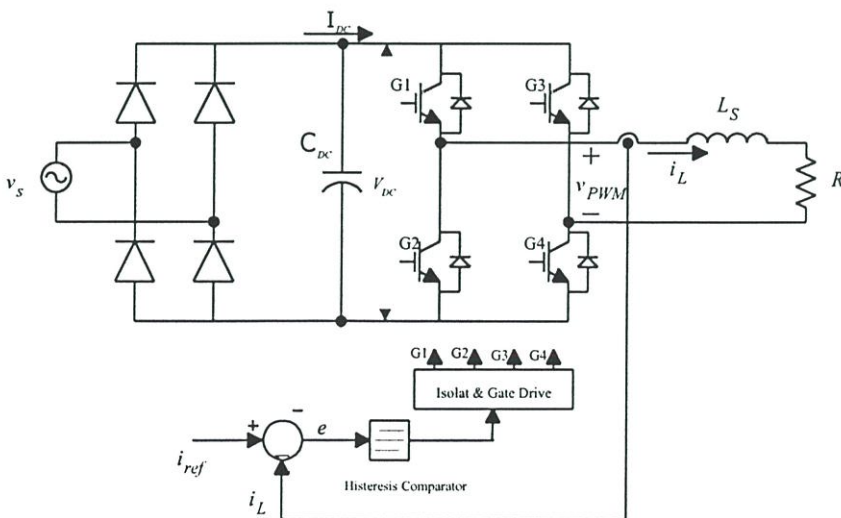 I_DC
G1
G3
L_S
C_DC
V_DC
+
v_PWM
−
i_L
v_s
R
G2
G4
G1 G2 G3 G4
Isolat & Gate Drive
+
−
e
i_ref
Histeresis Comparator
i_L